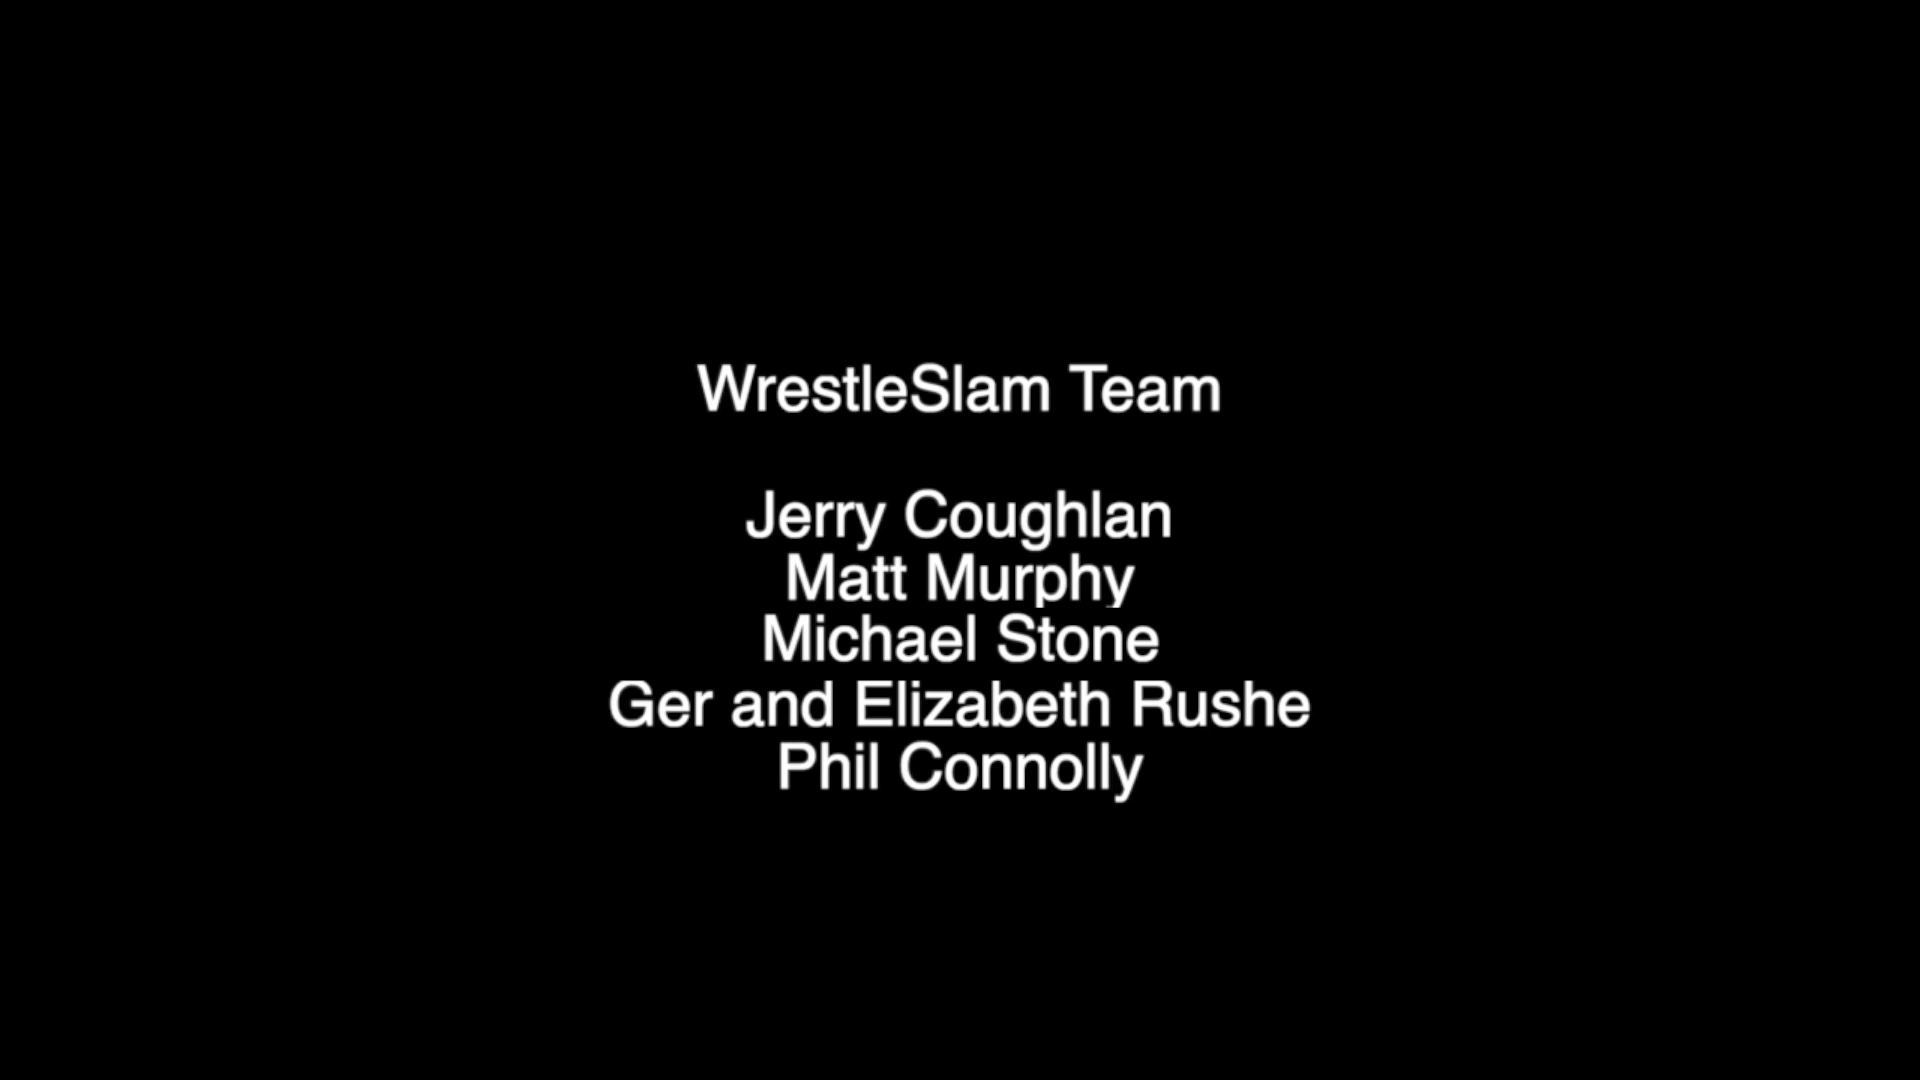 WrestleSlam Team
Jerry Coughlan
Matt Murphy
Michael Stone
Ger and Elizabeth Rushe
Phil Connolly